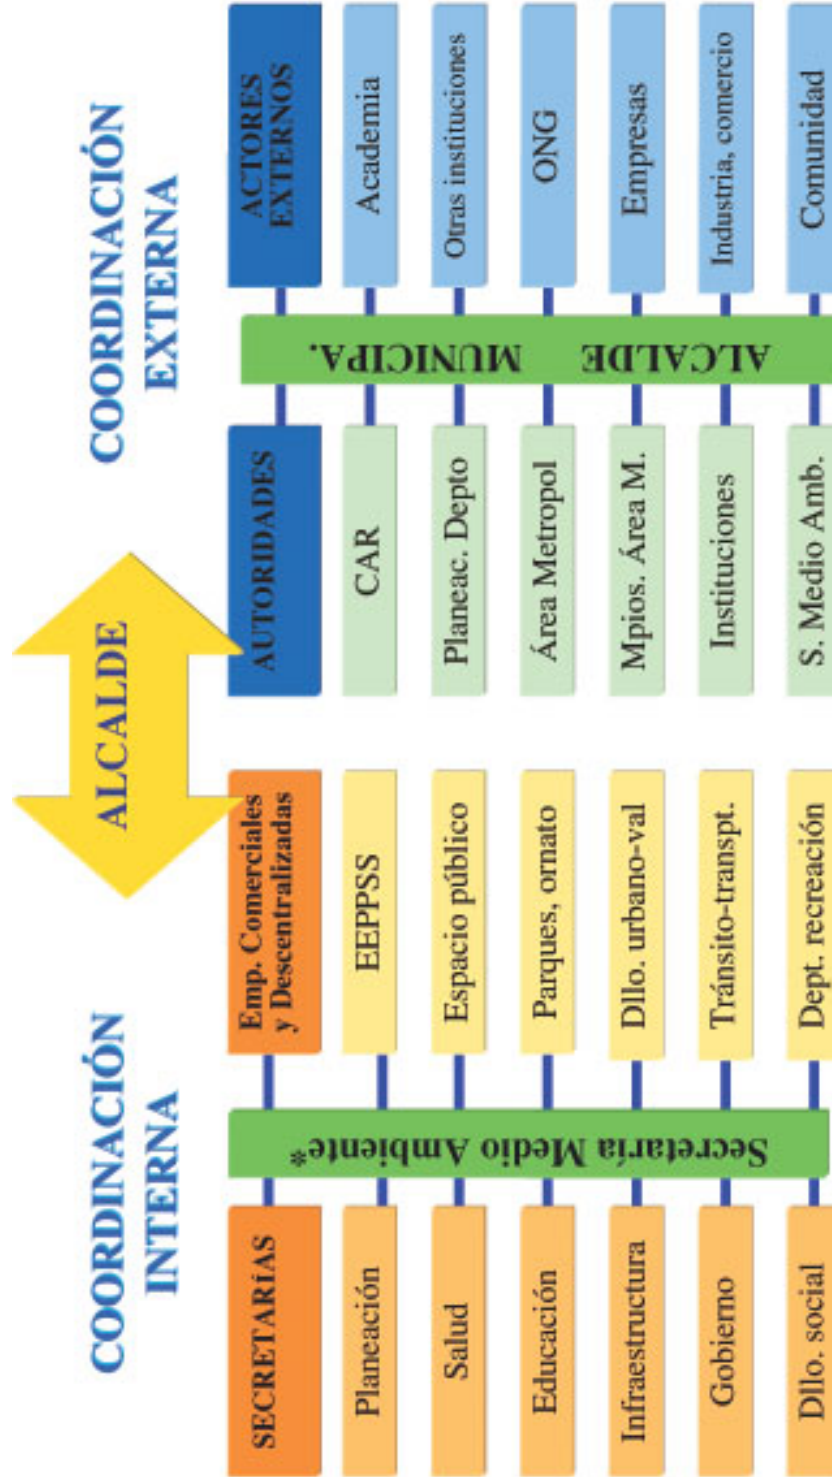 COORDINACIÓN
INTERNA
ALCALDE
COORDINACIÓN
EXTERNA
SECRETARíAS
Emp. Comerciales
y Descentralizadas
AUTORIDADES
ACTORES
EXTERNOS
Planeación
EEPPSS
CAR
Academia
Salud
Espacio público
Planeac. Depto
Otras instituciones
Educación
Parques, ornato
Área Metropol
ONG
Infraestructura
Dllo. urbano-val
Mpios. Área M.
Empresas
Gobierno
Tránsito-transpt.
Instituciones
Industria, comercio
Dllo. social
Dept. recreación
S. Medio Amb.
Comunidad
Secretaría Medio Ambiente*
ALCALDE MUNICIPA.